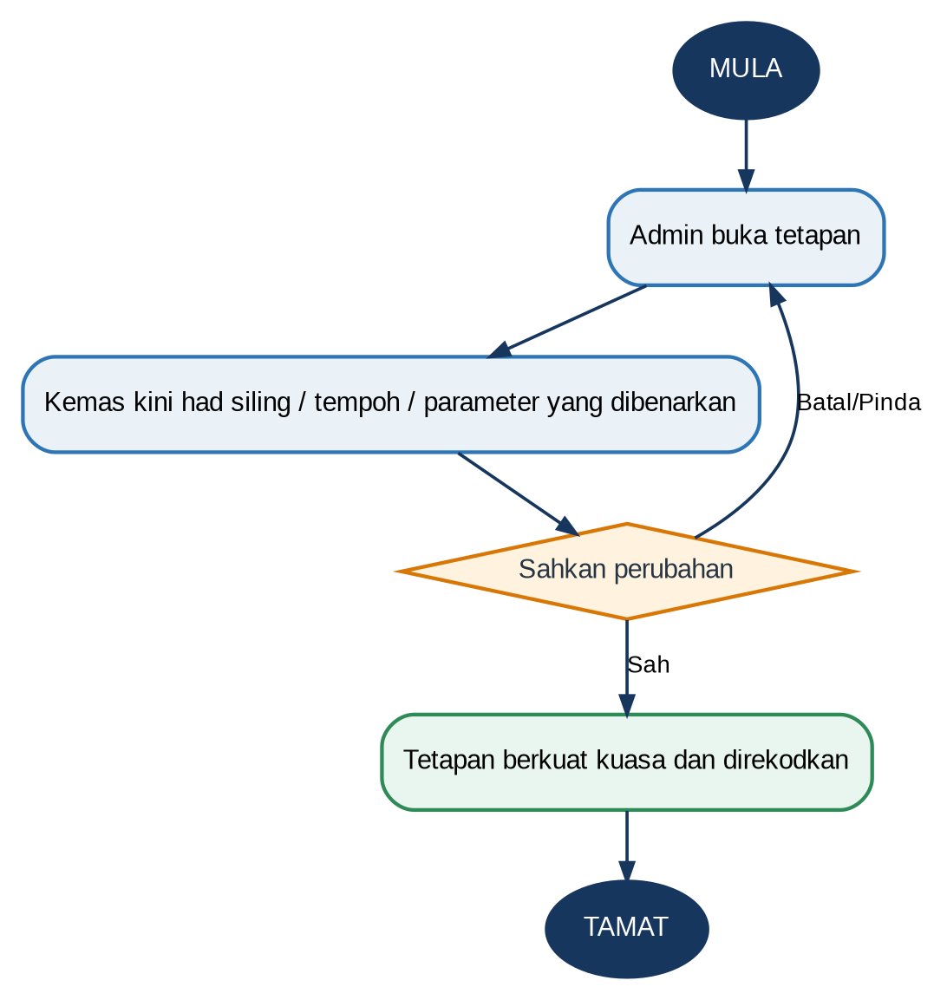 MULA
Admin buka tetapan
Kemas kini had siling / tempoh / parameter yang dibenarkan
Batal/Pinda
Sahkan perubahan
Sah
Tetapan berkuat kuasa dan direkodkan
TAMAT